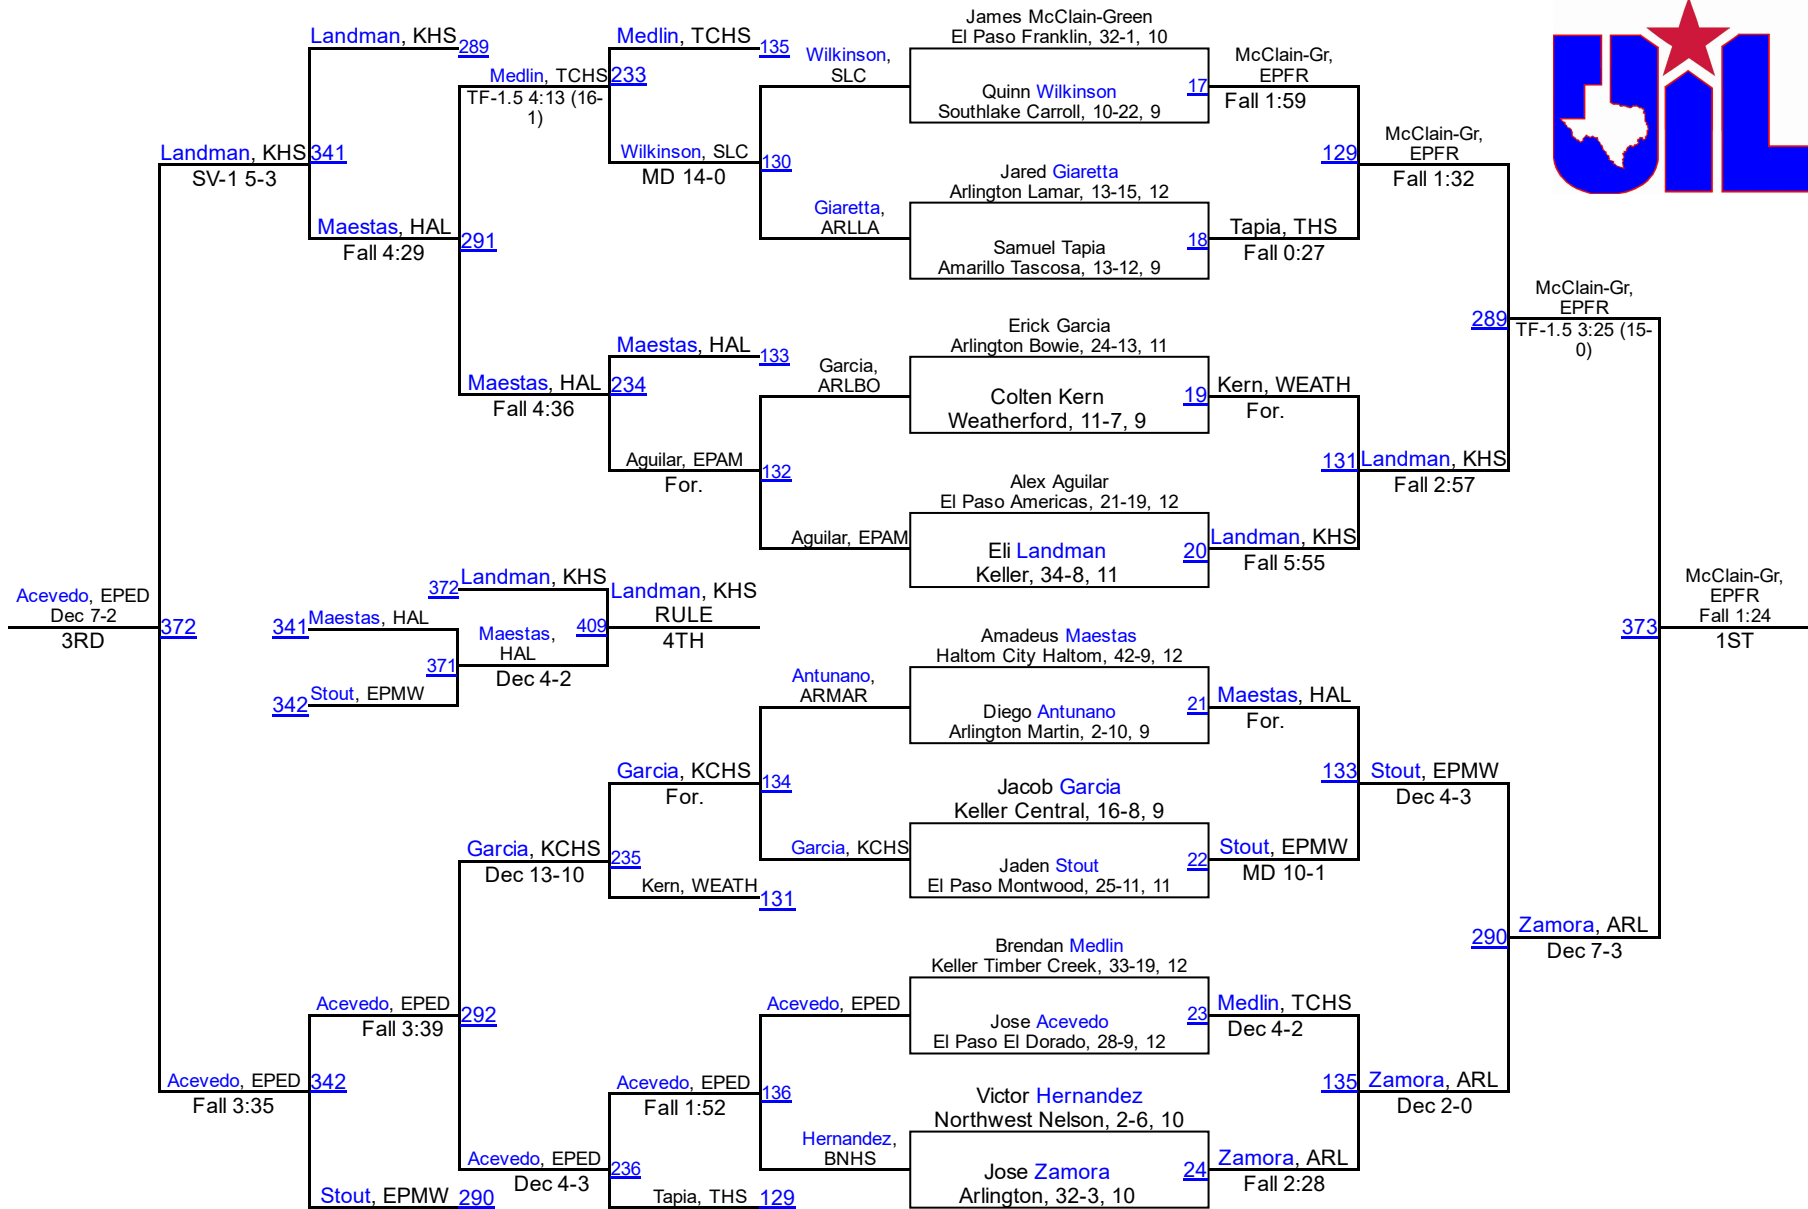 James McClain-Green
El Paso Franklin, 32-1, 10
Quinn Wilkinson
Southlake Carroll, 10-22, 9
17
McClain-Gr,
EPFR
Fall 1:59
Jared Giaretta
Arlington Lamar, 13-15, 12
Samuel Tapia
Amarillo Tascosa, 13-12, 9
18
Tapia, THS
Fall 0:27
Erick Garcia
Arlington Bowie, 24-13, 11
Colten Kern
Weatherford, 11-7, 9
19
Kern, WEATH
For.
Alex Aguilar
El Paso Americas, 21-19, 12
Eli Landman
Keller, 34-8, 11
20
Landman, KHS
Fall 5:55
Amadeus Maestas
Haltom City Haltom, 42-9, 12
Diego Antunano
Arlington Martin, 2-10, 9
21
Maestas, HAL
For.
Jacob Garcia
Keller Central, 16-8, 9
Jaden Stout
El Paso Montwood, 25-11, 11
22
Stout, EPMW
MD 10-1
Brendan Medlin
Keller Timber Creek, 33-19, 12
Jose Acevedo
El Paso El Dorado, 28-9, 12
23
Medlin, TCHS
Dec 4-2
Victor Hernandez
Northwest Nelson, 2-6, 10
Jose Zamora
Arlington, 32-3, 10
24
Zamora, ARL
Fall 2:28
129
McClain-Gr,
EPFR
Fall 1:32
131
Landman, KHS
Fall 2:57
133
Stout, EPMW
Dec 4-3
135
Zamora, ARL
Dec 2-0
289
McClain-Gr,
EPFR
TF-1.5 3:25 (15-
0)
290
Zamora, ARL
Dec 7-3
373
McClain-Gr,
EPFR
Fall 1:24
1ST
UIL
Wilkinson,
SLC
Giaretta,
ARLLA
Garcia,
ARLBO
Aguilar, EPAM
Antunano,
ARMAR
Garcia, KCHS
Acevedo, EPED
Hernandez,
BNHS
Medlin, TCHS
135
Wilkinson, SLC
130
MD 14-0
Maestas, HAL
133
Aguilar, EPAM
132
For.
Garcia, KCHS
134
For.
Kern, WEATH
131
Acevedo, EPED
136
Fall 1:52
Tapia, THS
129
Medlin, TCHS
233
TF-1.5 4:13 (16-
1)
Maestas, HAL
234
Fall 4:36
Garcia, KCHS
235
Dec 13-10
Acevedo, EPED
236
Dec 4-3
Landman, KHS
289
Maestas, HAL
291
Fall 4:29
Acevedo, EPED
292
Fall 3:39
Stout, EPMW
290
Landman, KHS
341
SV-1 5-3
Acevedo, EPED
342
Fall 3:35
Acevedo, EPED
Dec 7-2
372
3RD
341
Maestas, HAL
342
Stout, EPMW
371
Maestas,
HAL
Dec 4-2
372
Landman, KHS
409
Landman, KHS
RULE
4TH